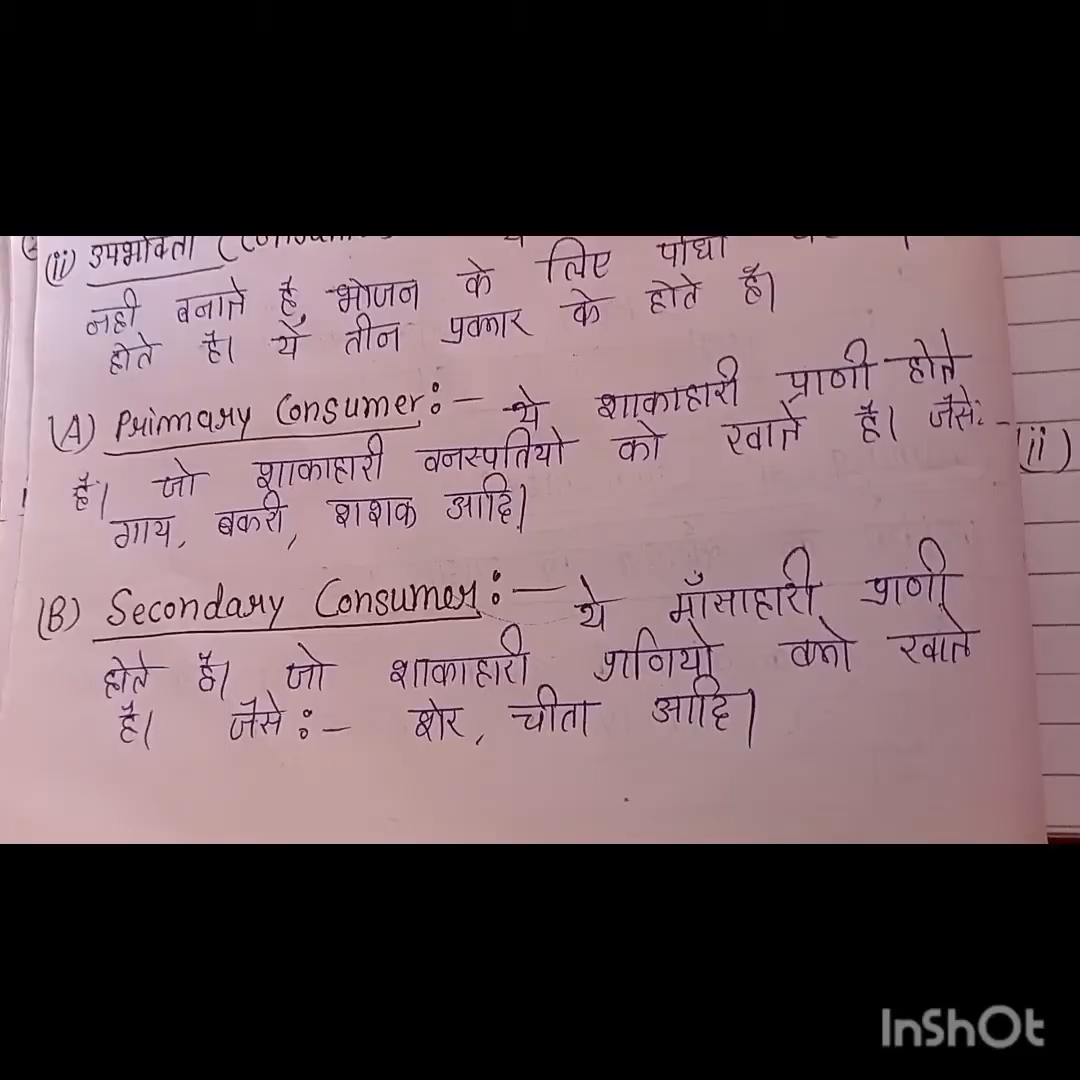 (ii) उपभोक्ता
नही बनाते है, भोजन के लिए पौधो
होते है। ये तीन प्रकार के होते है।
(A) Primary Consumer:- ये शाकाहारी प्राणी होते
है। जो शाकाहारी वनस्पतियो को खाते है। जैसे:-
गाय, बकरी, शशक आदि।
(ii)
(B) Secondary Consumer:- ये माँसाहारी प्राणी
होते है। जो शाकाहारी प्रानियो को खाते
है। जैसे:- शेर, चीता आदि।
InShOt